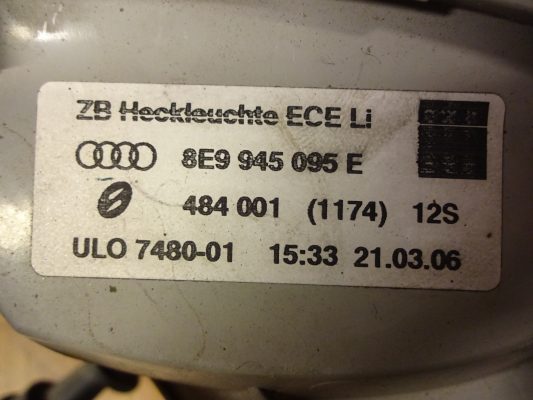 ZB Heckleuchte ECE Li
8E9 945 095 E
484 001 (1174) 12S
ULO 7480-01 15:33 21.03.06